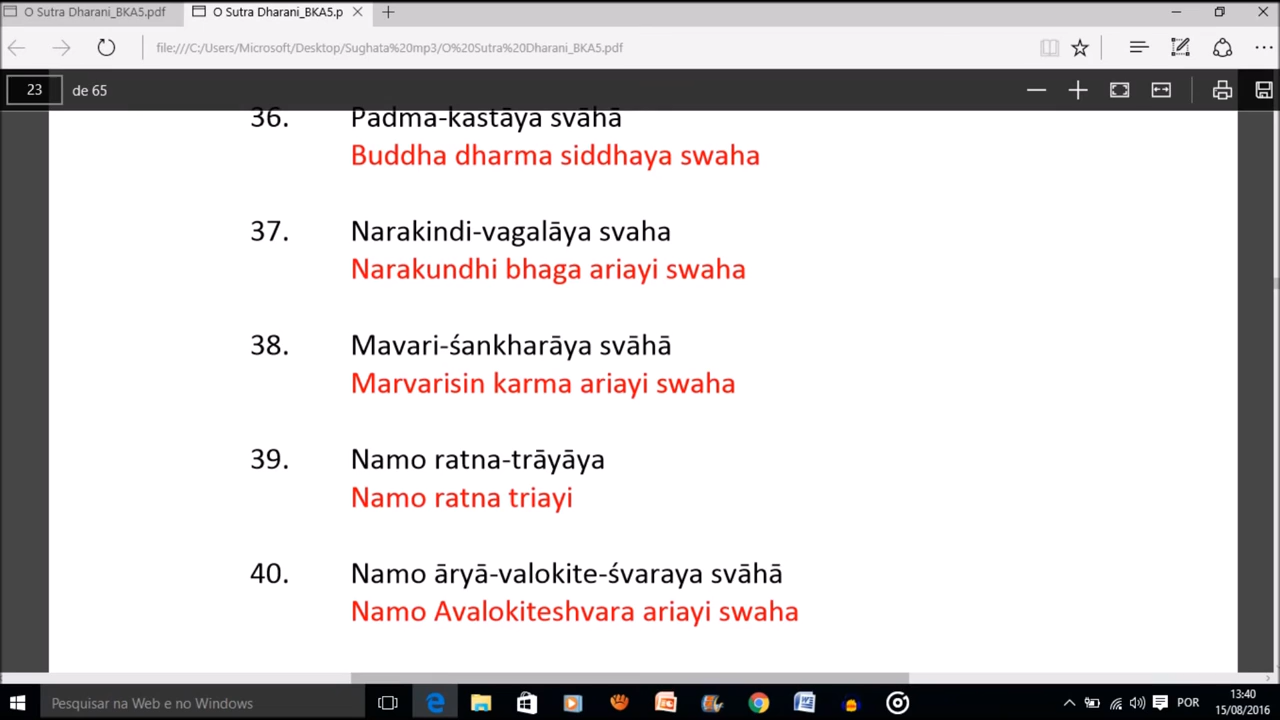 O Sutra Dharani_BKA5.pdf
O Sutra Dharani_BKA5.p
file:///C:/Users/Microsoft/Desktop/Sughata%20mp3/O%20Sutra%20Dharani_BKA5.pdf
23 de 65
36. Padma-kastāya svāhā
Buddha dharma siddhaya swaha
37. Narakindi-vagalāya svaha
Narakundhi bhaga ariayi swaha
38. Mavari-śankharāya svāhā
Marvarisin karma ariayi swaha
39. Namo ratna-trāyāya
Namo ratna triayi
40. Namo āryā-valokite-śvaraya svāhā
Namo Avalokiteshvara ariayi swaha
Pesquisar na Web e no Windows
POR
13:40
15/08/2016